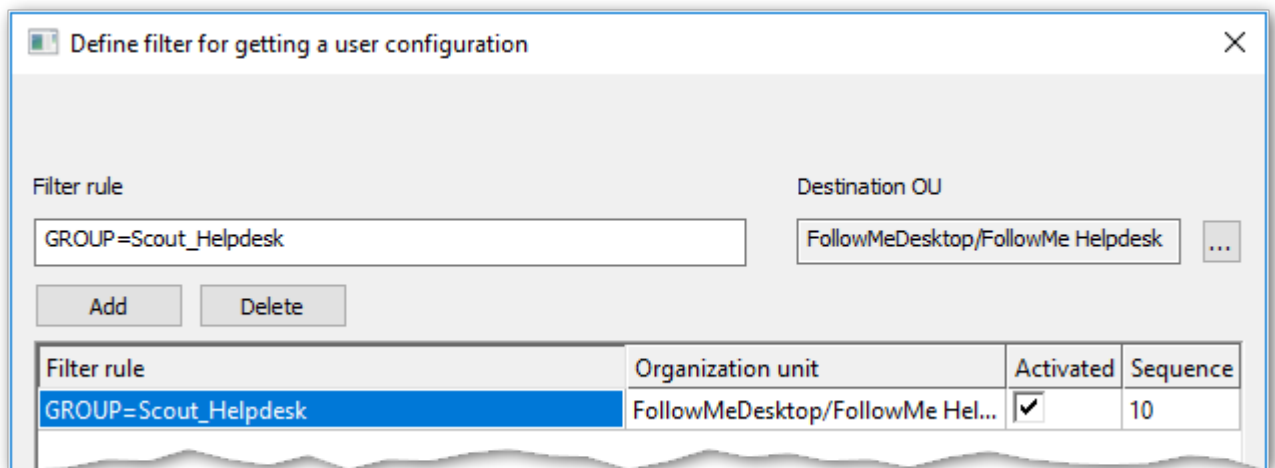 Define filter for getting a user configuration
Filter rule Destination OU
GROUP=Scout_Helpdesk FollowMeDesktop/FollowMe Helpdesk ...
Add Delete
Filter rule Organization unit Activated Sequence
GROUP=Scout_Helpdesk FollowMeDesktop/FollowMe Hel... 10